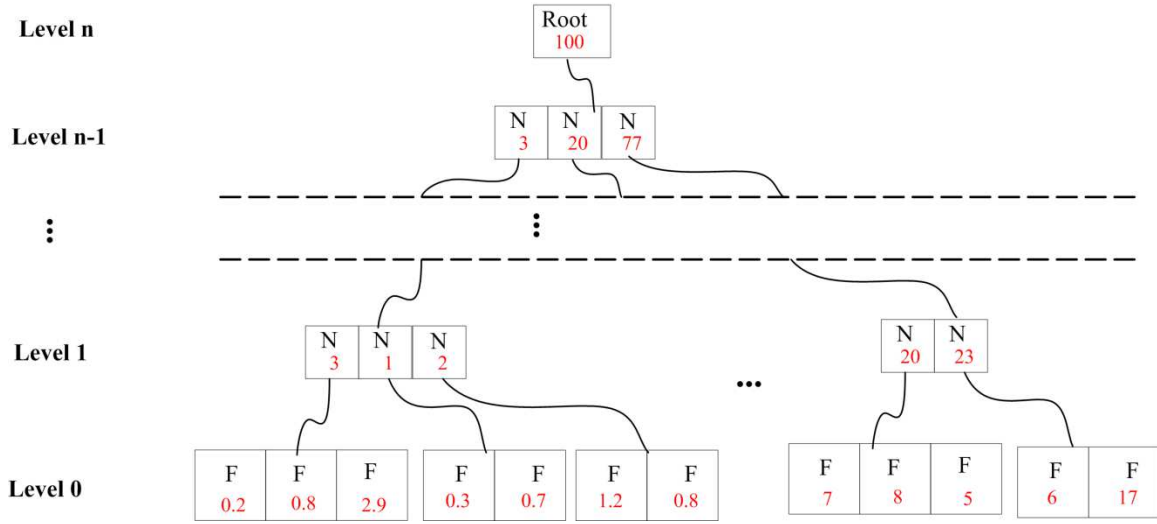 Level n
Root
100
Level n-1
N N N
3 20 77
Level 1
N N N N N
3 1 2 20 23
Level 0
F F F F F F F F F F F F
0.2 0.8 2.9 0.3 0.7 1.2 0.8 7 8 5 6 17